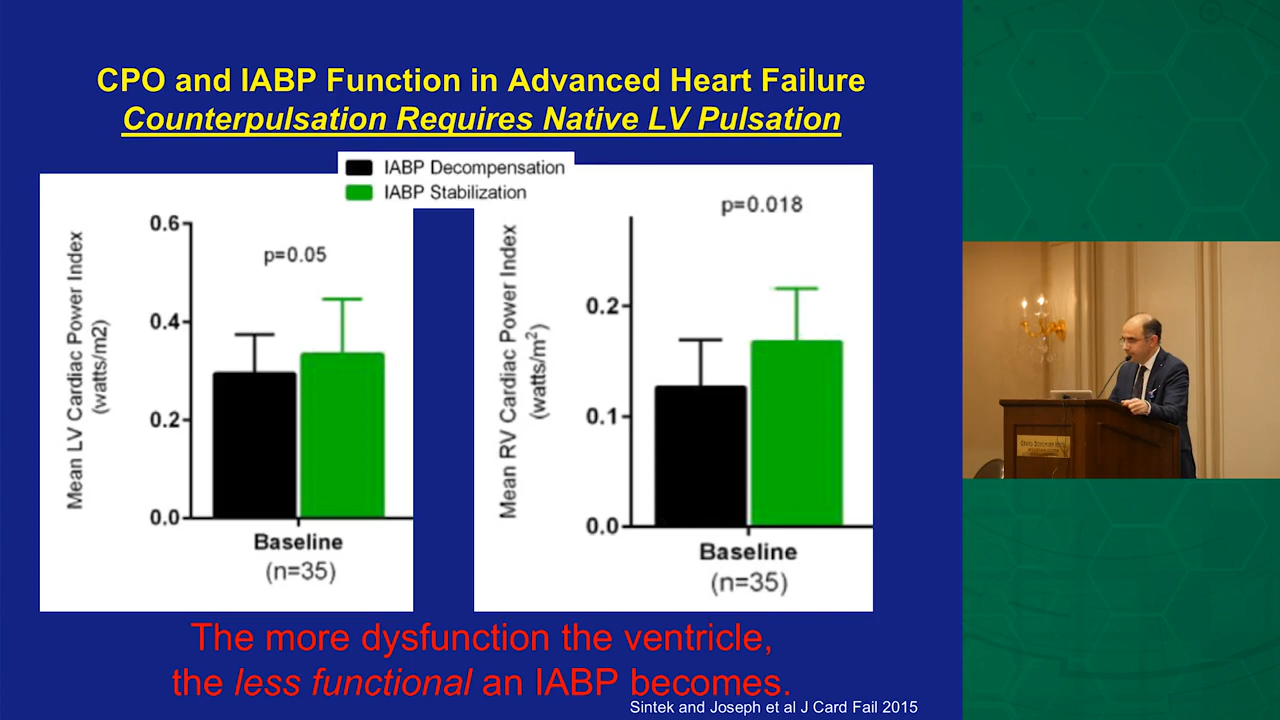 CPO and IABP Function in Advanced Heart Failure
Counterpulsation Requires Native LV Pulsation
IABP Decompensation
IABP Stabilization
Mean LV Cardiac Power Index
(watts/m2)
0.6
0.4
0.2
0.0
p=0.05
Baseline
(n=35)
Mean RV Cardiac Power Index
(watts/m²)
0.2
0.1
0.0
p=0.018
Baseline
(n=35)
The more dysfunction the ventricle,
the less functional an IABP becomes.
Sintek and Joseph et al J Card Fail 2015